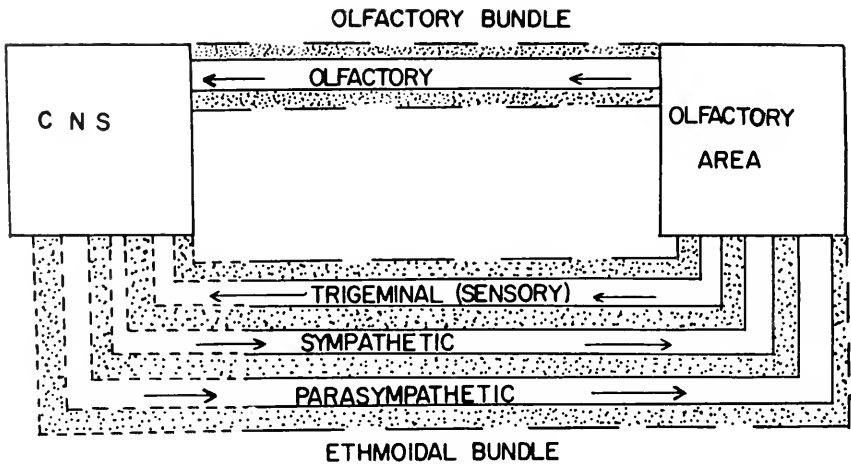 OLFACTORY BUNDLE
OLFACTORY
C N S
OLFACTORY
AREA
TRIGEMINAL (SENSORY)
SYMPATHETIC
PARASYMPATHETIC
ETHMOIDAL BUNDLE